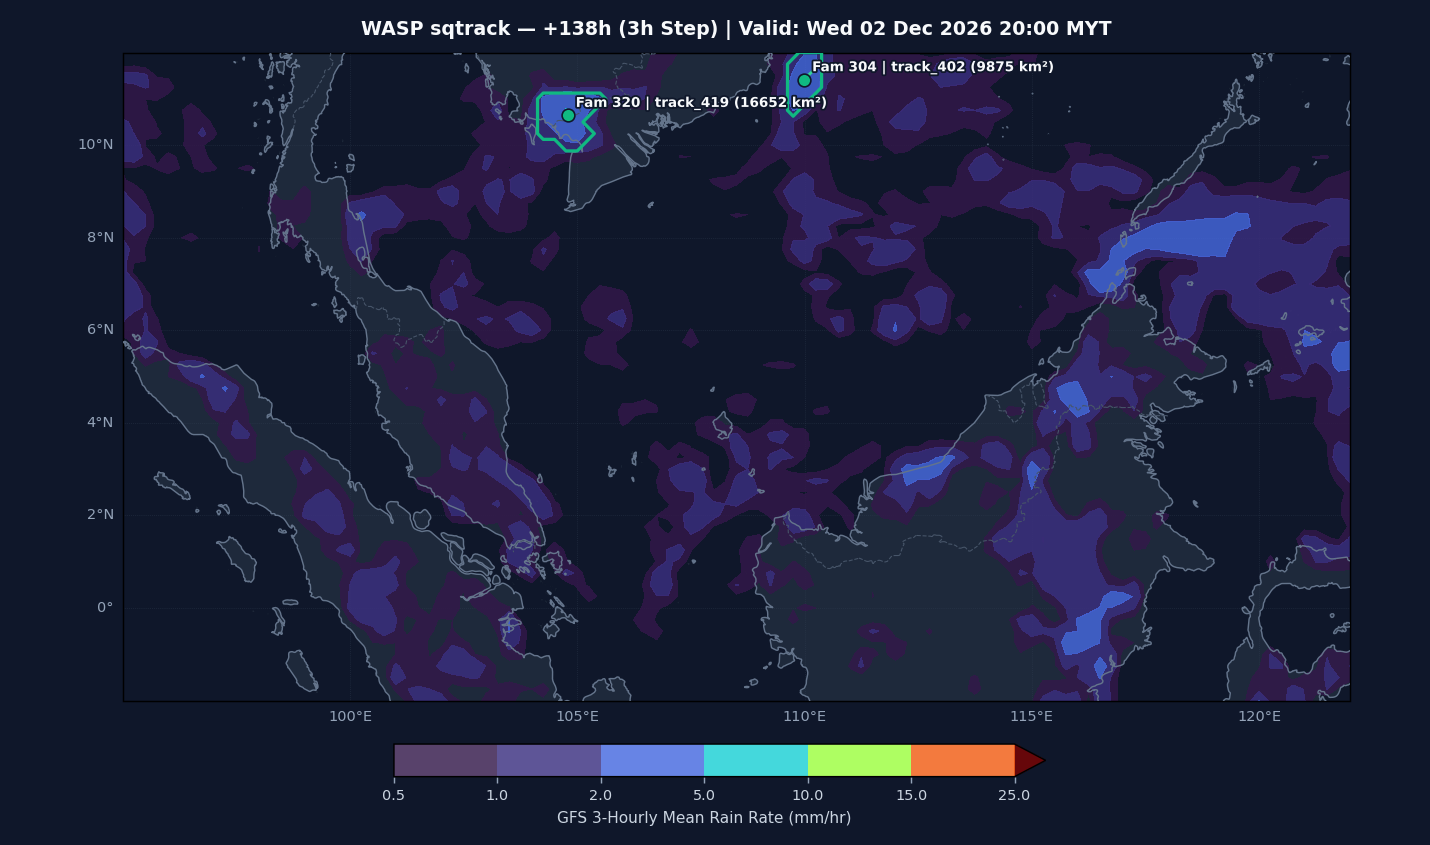 WASP sqtrack — +138h (3h Step) | Valid: Wed 02 Dec 2026 20:00 MYT
Fam 304 | track_402 (9875 km²)
Fam 320 | track_419 (16652 km²)
10°N
8°N
6°N
4°N
2°N
0°
100°E
105°E
110°E
115°E
120°E
0.5
1.0
2.0
5.0
10.0
15.0
25.0
GFS 3-Hourly Mean Rain Rate (mm/hr)